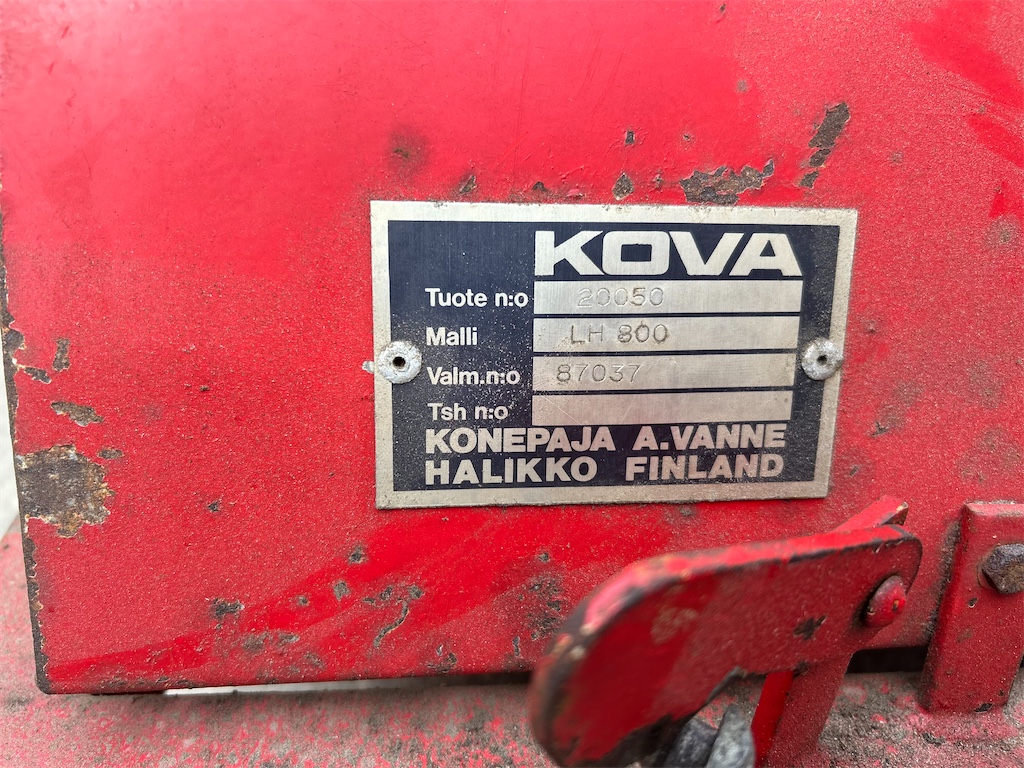 KOVA
Tuote n:o 20050
Malli LH 800
Valm.n:o 87037
Tsh n:o
KONEPAJA A.VANNE
HALIKKO FINLAND